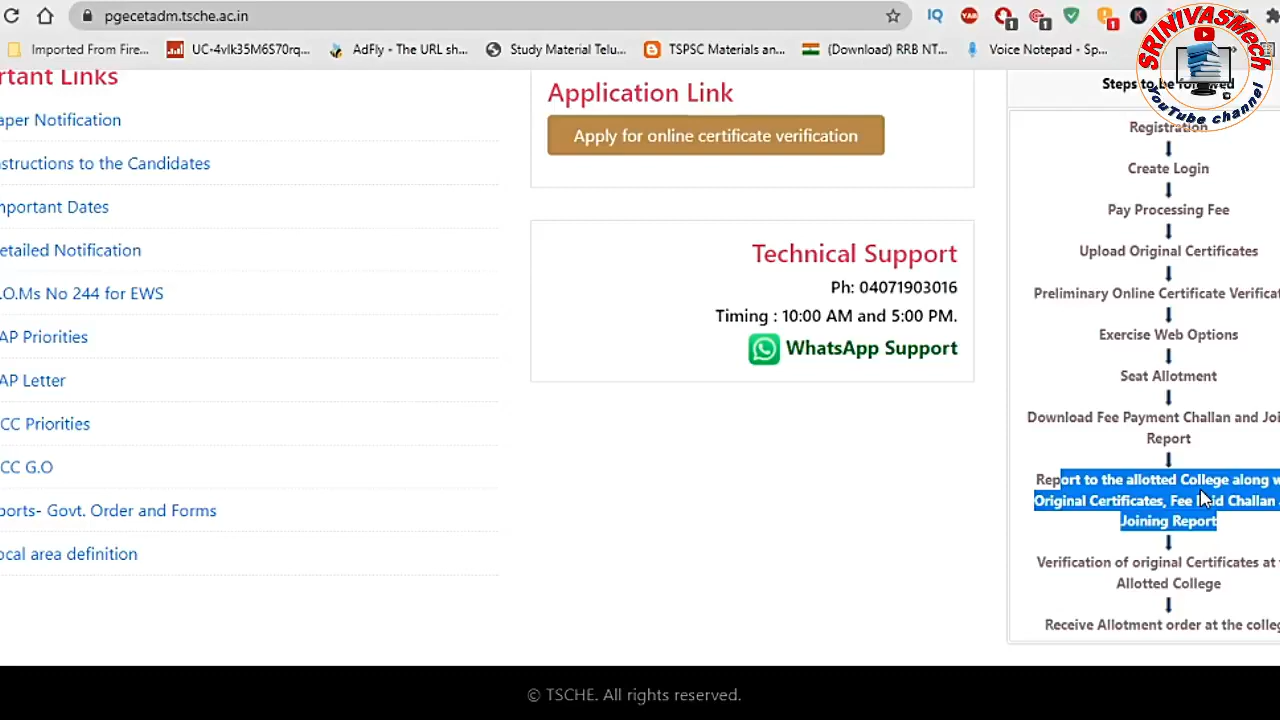 pgecetadm.tsche.ac.in
Imported From Fire...
UC-4vlk35M6S70rq...
AdFly - The URL sh...
Study Material Telu...
TSPSC Materials an...
(Download) RRB NT...
Voice Notepad - Sp...
SRINIVASMech
YouTube channel
rtant Links
aper Notification
nstructions to the Candidates
mportant Dates
etailed Notification
.O.Ms No 244 for EWS
AP Priorities
AP Letter
CC Priorities
CC G.O
ports- Govt. Order and Forms
ocal area definition
Application Link
Apply for online certificate verification
Technical Support
Ph: 04071903016
Timing : 10:00 AM and 5:00 PM.
WhatsApp Support
Steps to be followed
Registration
Create Login
Pay Processing Fee
Upload Original Certificates
Preliminary Online Certificate Verificat
Exercise Web Options
Seat Allotment
Download Fee Payment Challan and Joi
Report
Report to the allotted College along w
Original Certificates, Fee Paid Challan
Joining Report
Verification of original Certificates at
Allotted College
Receive Allotment order at the colleg
© TSCHE. All rights reserved.